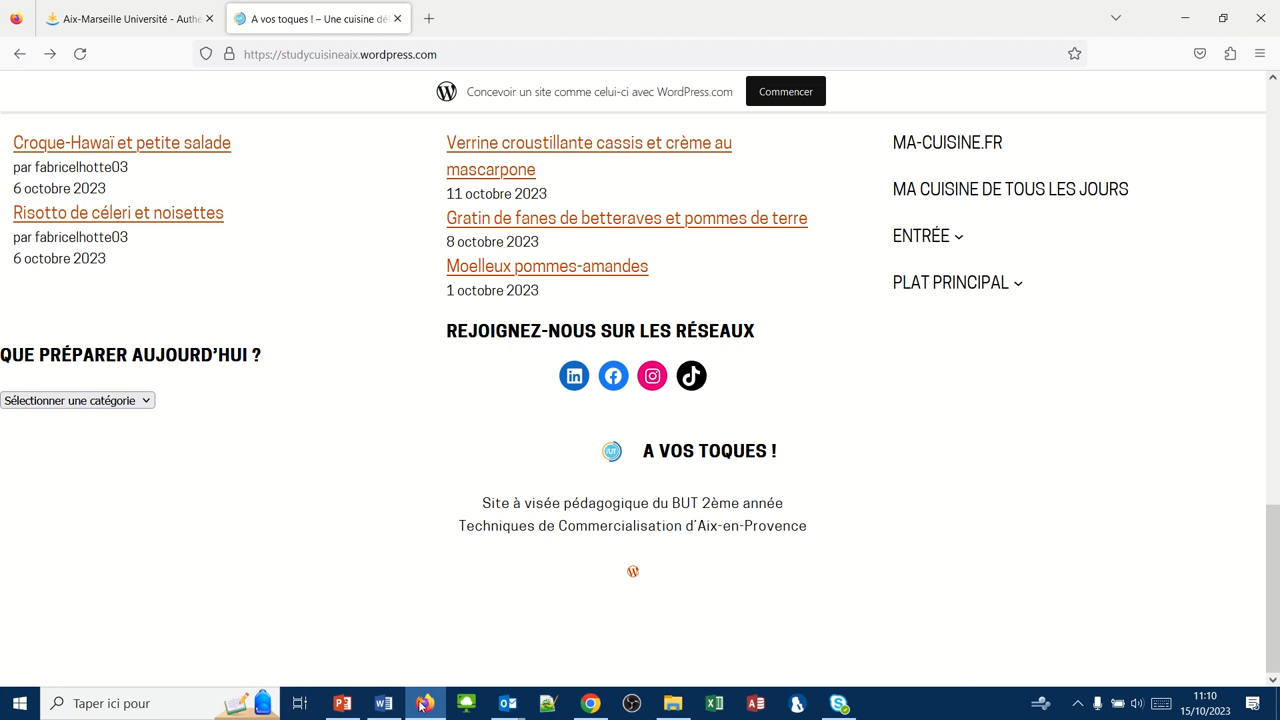 Aix-Marseille Université - Authe
A vos toques ! – Une cuisine dé
https://studycuisineaix.wordpress.com
Concevoir un site comme celui-ci avec WordPress.com
Commencer
Croque-Hawaï et petite salade
par fabricelhotte03
6 octobre 2023
Risotto de céleri et noisettes
par fabricelhotte03
6 octobre 2023
QUE PRÉPARER AUJOURD'HUI ?
Sélectionner une catégorie
Verrine croustillante cassis et crème au
mascarpone
11 octobre 2023
Gratin de fanes de betteraves et pommes de terre
8 octobre 2023
Moelleux pommes-amandes
1 octobre 2023
REJOIGNEZ-NOUS SUR LES RÉSEAUX
MA-CUISINE.FR
MA CUISINE DE TOUS LES JOURS
ENTRÉE
PLAT PRINCIPAL
IUT
A VOS TOQUES !
Site à visée pédagogique du BUT 2ème année
Techniques de Commercialisation d'Aix-en-Provence
Taper ici pour
11:10
15/10/2023